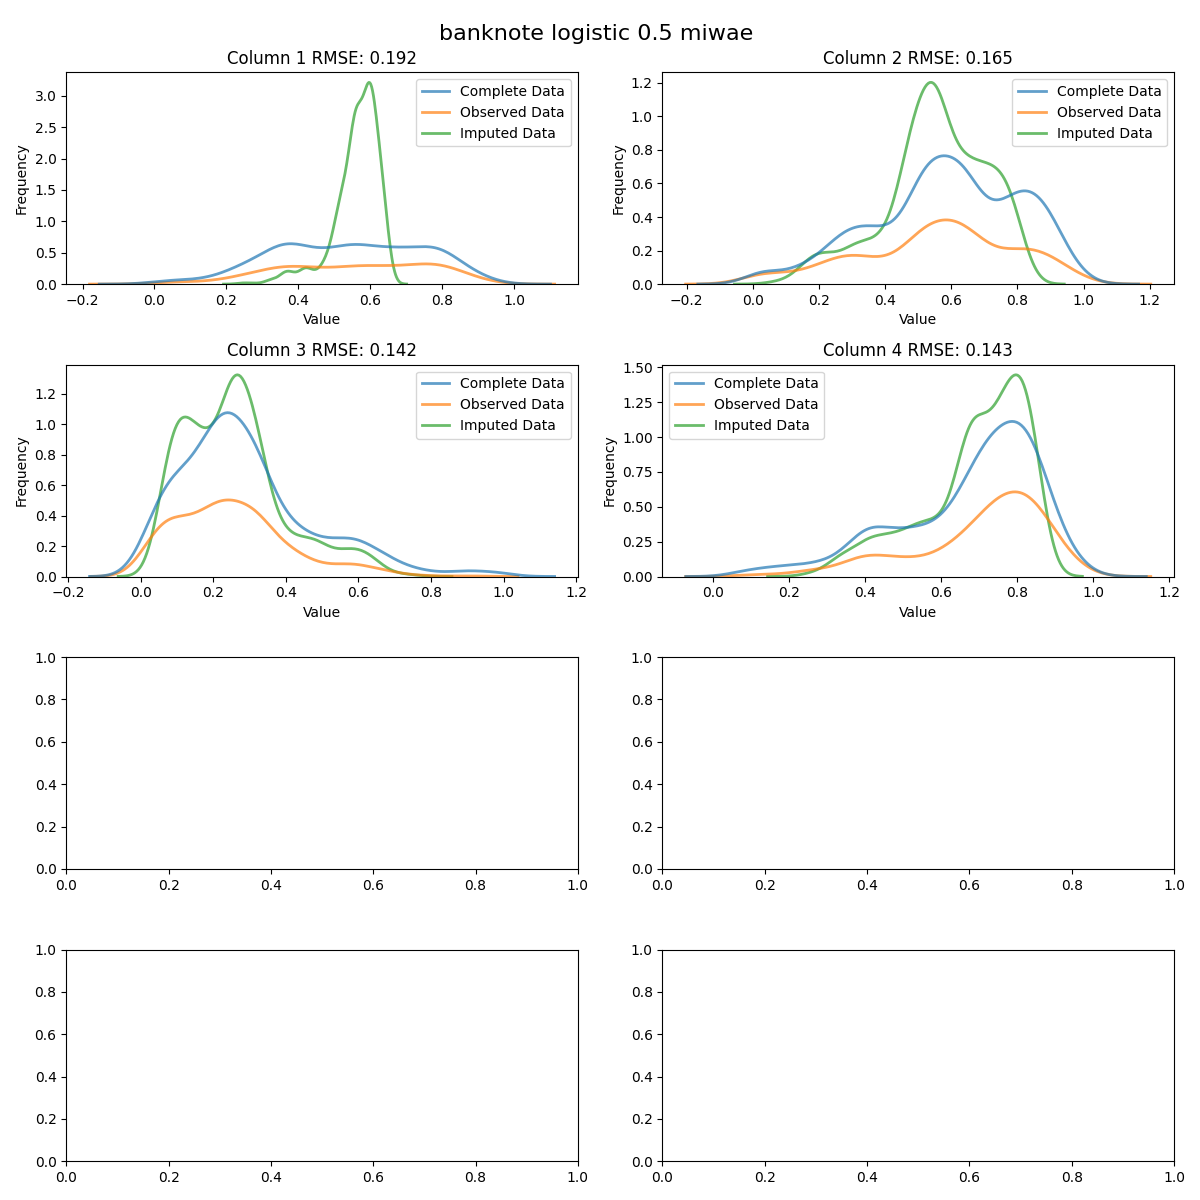 banknote logistic 0.5 miwae
Column 1 RMSE: 0.192
Frequency
3.0
2.5
2.0
1.5
1.0
0.5
0.0
Complete Data
Observed Data
Imputed Data
−0.2 0.0 0.2 0.4 0.6 0.8 1.0
Value
Column 2 RMSE: 0.165
Frequency
1.2
1.0
0.8
0.6
0.4
0.2
0.0
Complete Data
Observed Data
Imputed Data
−0.2 0.0 0.2 0.4 0.6 0.8 1.0 1.2
Value
Column 3 RMSE: 0.142
Frequency
1.2
1.0
0.8
0.6
0.4
0.2
0.0
Complete Data
Observed Data
Imputed Data
−0.2 0.0 0.2 0.4 0.6 0.8 1.0 1.2
Value
Column 4 RMSE: 0.143
Frequency
1.50
1.25
1.00
0.75
0.50
0.25
0.00
Complete Data
Observed Data
Imputed Data
0.0 0.2 0.4 0.6 0.8 1.0 1.2
Value
1.0
0.8
0.6
0.4
0.2
0.0
0.0 0.2 0.4 0.6 0.8 1.0
1.0
0.8
0.6
0.4
0.2
0.0
0.0 0.2 0.4 0.6 0.8 1.0
1.0
0.8
0.6
0.4
0.2
0.0
0.0 0.2 0.4 0.6 0.8 1.0
1.0
0.8
0.6
0.4
0.2
0.0
0.0 0.2 0.4 0.6 0.8 1.0